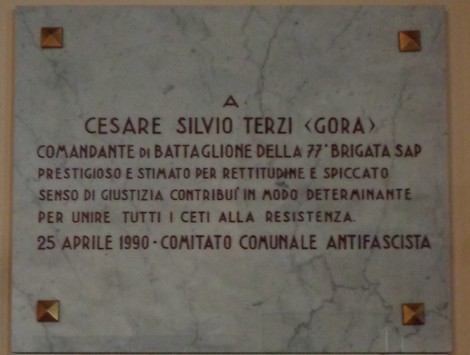 A
CESARE SILVIO TERZI <GORA>
COMANDANTE di BATTAGLIONE DELLA 77ª BRIGATA SAP
PRESTIGIOSO E STIMATO PER RETTITUDINE E SPICCATO
SENSO DI GIUSTIZIA CONTRIBUI' IN MODO DETERMINANTE
PER UNIRE TUTTI I CETI ALLA RESISTENZA.
25 APRILE 1990 - COMITATO COMUNALE ANTIFASCISTA